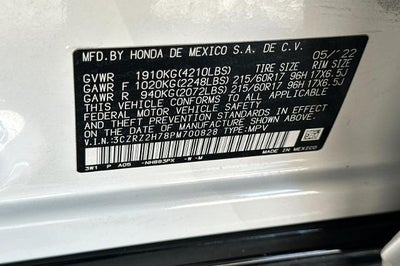 MFD.BY HONDA DE MEXICO S.A. DE C.V. 05/'22
TIRE SIZE RIM SIZE
GVWR 1910KG(4210LBS)
GAWR F 1020KG(2248LBS) 215/60R17 96H 17X6.5J
GAWR R 940KG(2072LBS) 215/60R17 96H 17X6.5J
THIS VEHICLE CONFORMS TO ALL APPLICABLE
FEDERAL MOTOR VEHICLE SAFETY
AND THEFT PREVENTION STANDARDS IN EFFECT
ON THE DATE OF MANUFACTURE SHOWN ABOVE.
V.I.N.:3CZRZ2H78PM700828 TYPE:MPV
3W1 P A05 -NH883PX -W -M